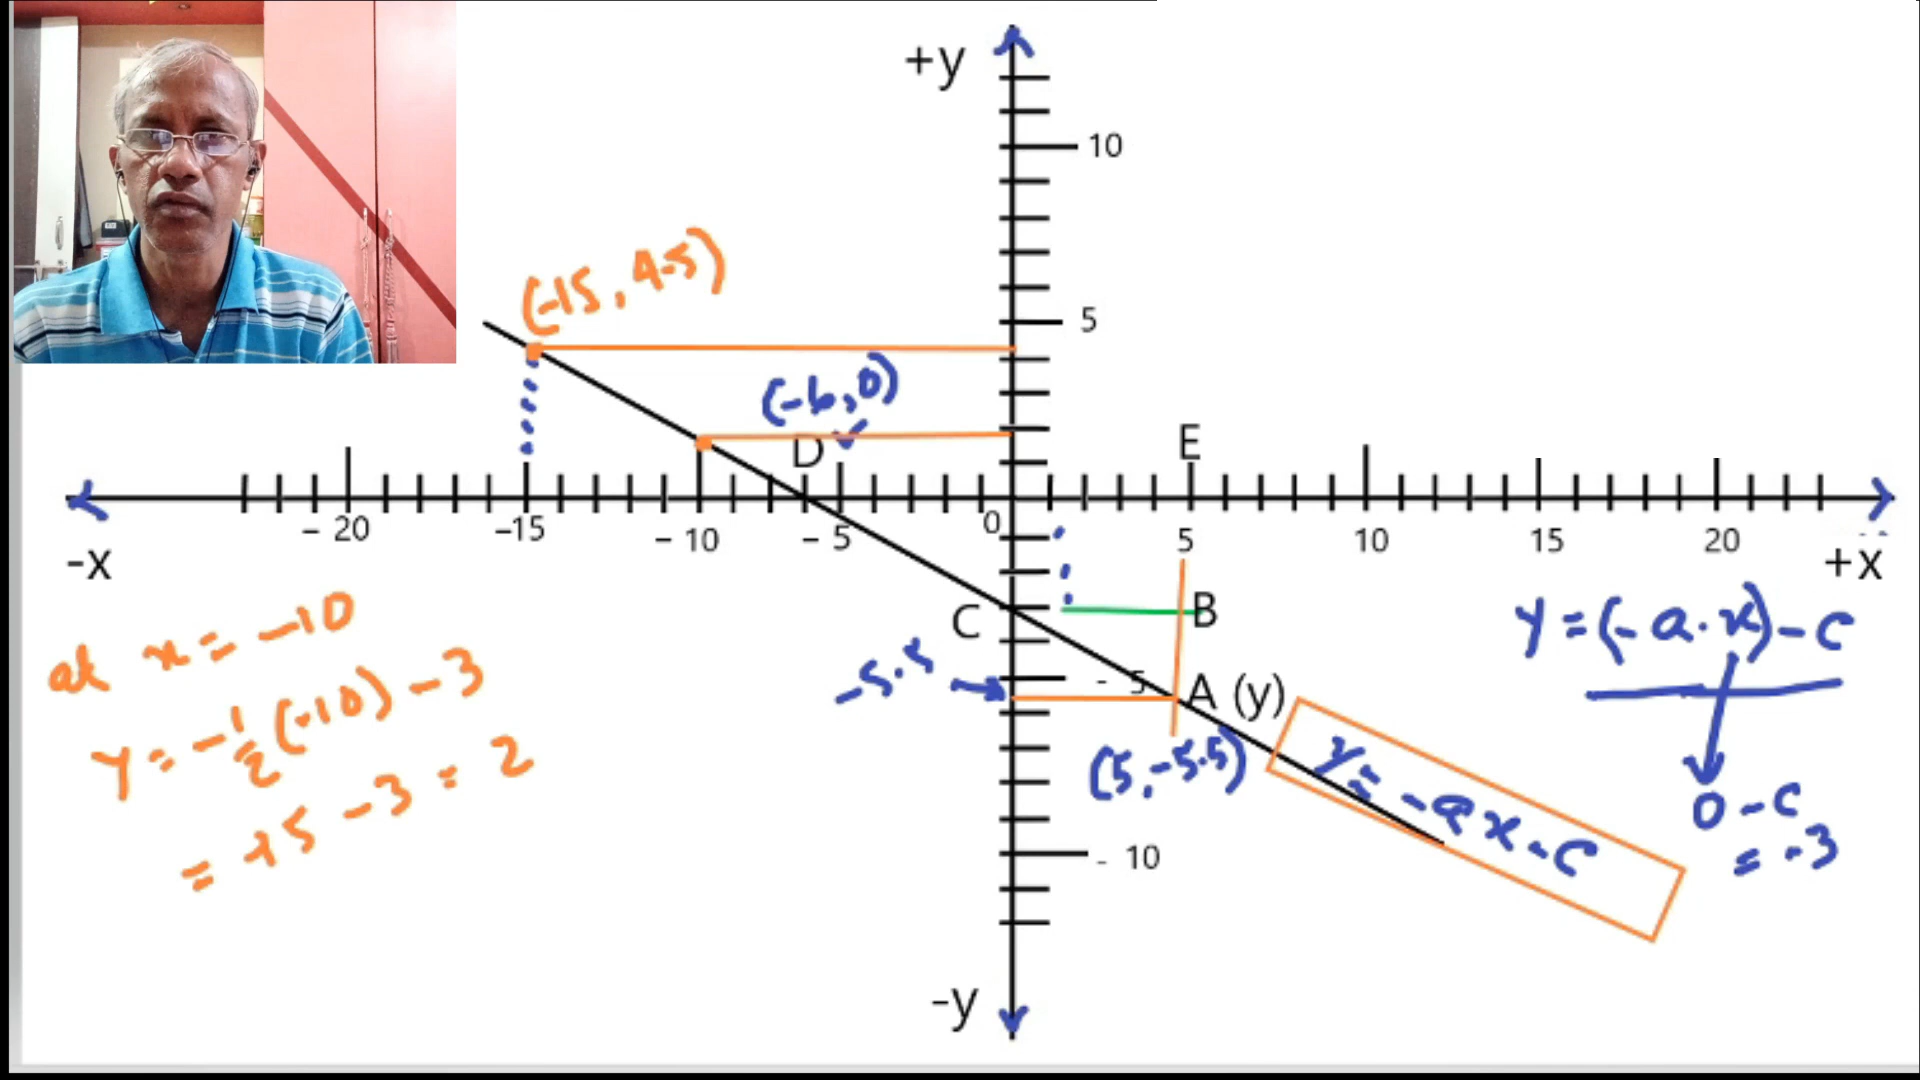 +y
10
(-15, 4.5)
5
(-6,0)
D
E
0
- 20
-15
- 10
- 5
5
10
15
20
-x
+x
C
B
-5.5
- 5
A (y)
(5,-5.5)
at x = -10
y = -1/2 (-10) - 3
= +5 - 3 = 2
y = (-a.x) - c
0 - c
= -3
y = -ax - c
- 10
-y